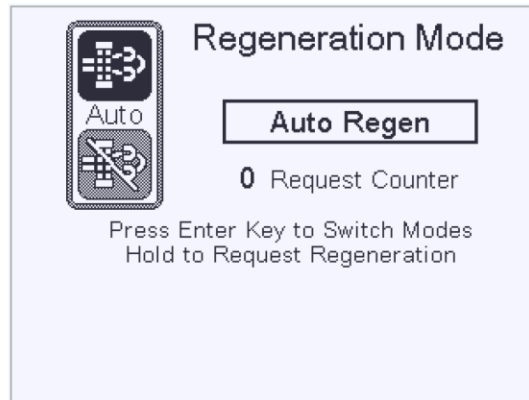 Regeneration Mode
Auto
Auto Regen
0 Request Counter
Press Enter Key to Switch Modes
Hold to Request Regeneration